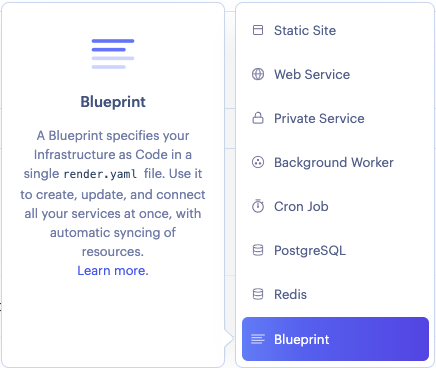 Blueprint
A Blueprint specifies your
Infrastructure as Code in a
single render.yaml file. Use it
to create, update, and connect
all your services at once, with
automatic syncing of
resources.
Learn more.
Static Site
Web Service
Private Service
Background Worker
Cron Job
PostgreSQL
Redis
Blueprint